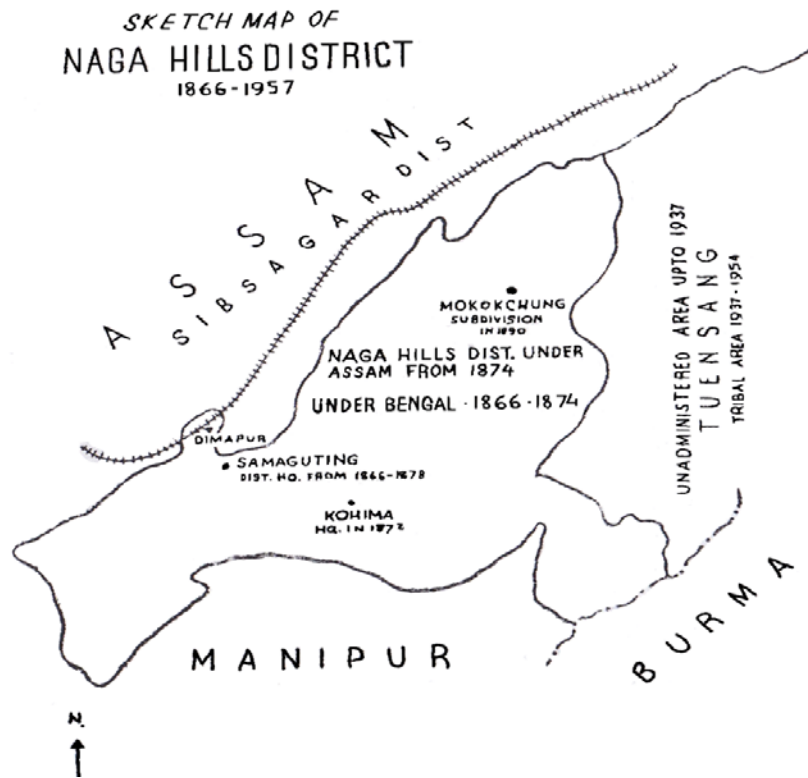 SKETCH MAP OF
NAGA HILLS DISTRICT
1866-1957
ASSAM
SIBSAGAR DIST
UNADMINISTERED AREA UPTO 1937
TUENSANG
TRIBAL AREA 1937-1954
MOKOKCHUNG
SUBDIVISION
IN 1890
NAGA HILLS DIST. UNDER
ASSAM FROM 1874
UNDER BENGAL - 1866-1874
DIMAPUR
SAMAGUTING
DIST. HQ. FROM 1866-1878
KOHIMA
HQ. IN 1872
MANIPUR
BURMA
N.